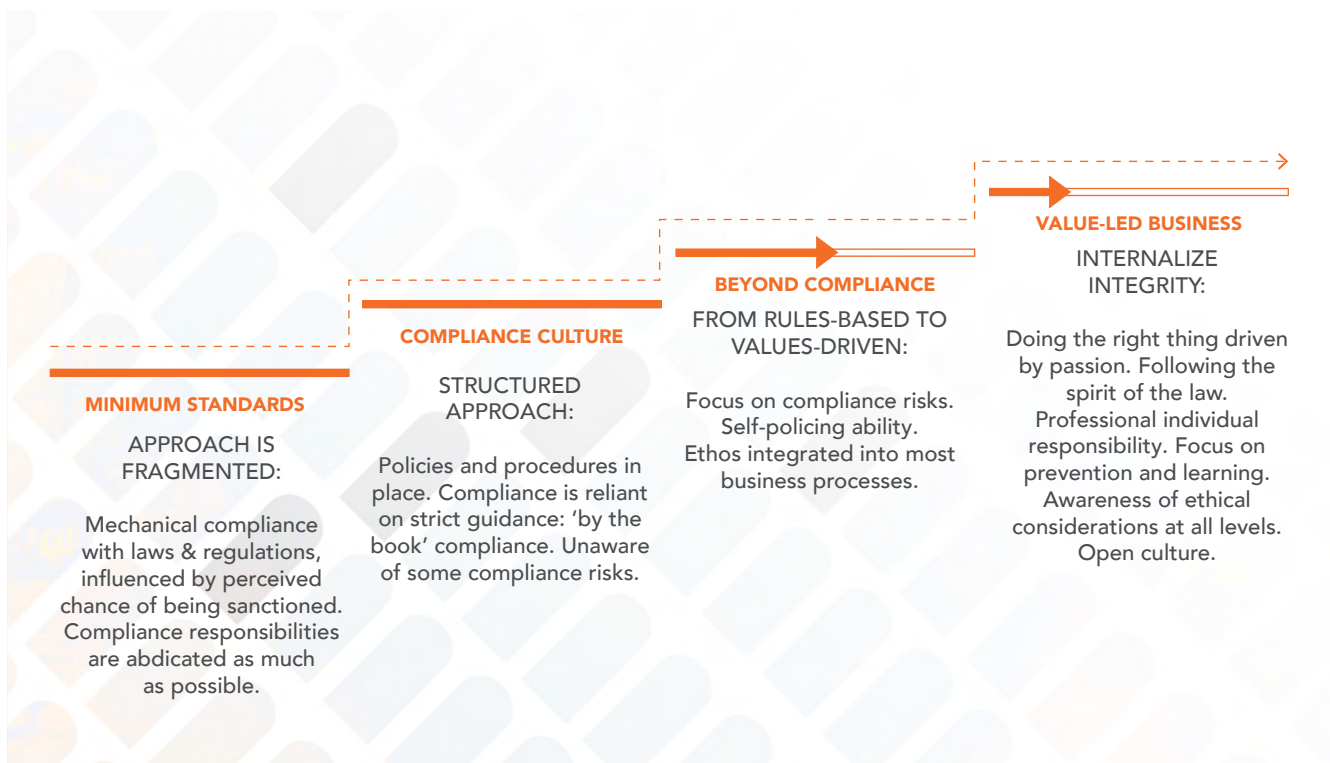 MINIMUM STANDARDS
APPROACH IS
FRAGMENTED:
Mechanical compliance
with laws & regulations,
influenced by perceived
chance of being sanctioned.
Compliance responsibilities
are abdicated as much
as possible.
COMPLIANCE CULTURE
STRUCTURED
APPROACH:
Policies and procedures in
place. Compliance is reliant
on strict guidance: ‘by the
book’ compliance. Unaware
of some compliance risks.
BEYOND COMPLIANCE
FROM RULES-BASED TO
VALUES-DRIVEN:
Focus on compliance risks.
Self-policing ability.
Ethos integrated into most
business processes.
VALUE-LED BUSINESS
INTERNALIZE
INTEGRITY:
Doing the right thing driven
by passion. Following the
spirit of the law.
Professional individual
responsibility. Focus on
prevention and learning.
Awareness of ethical
considerations at all levels.
Open culture.